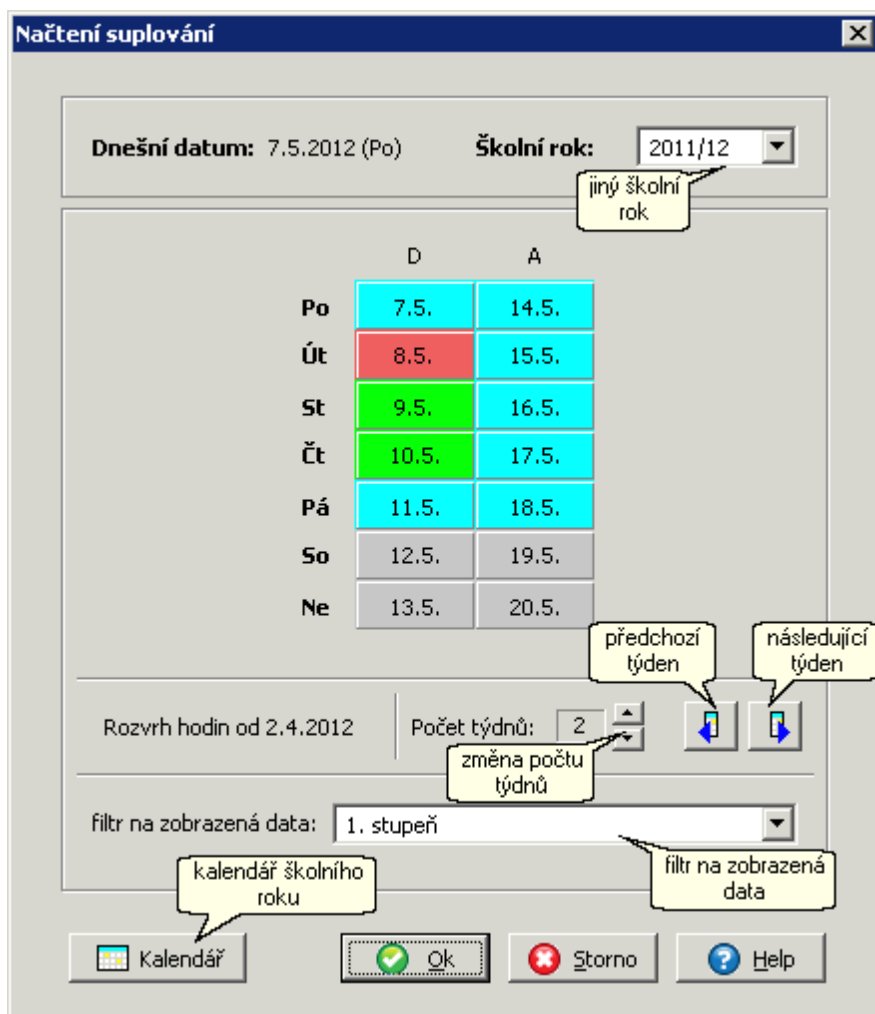 Načtení suplování
Dnešní datum: 7.5.2012 (Po) Školní rok: 2011/12
jiný školní
rok
D A
Po 7.5. 14.5.
Út 8.5. 15.5.
St 9.5. 16.5.
Čt 10.5. 17.5.
Pá 11.5. 18.5.
So 12.5. 19.5.
Ne 13.5. 20.5.
předchozí
týden
následující
týden
Rozvrh hodin od 2.4.2012 Počet týdnů: 2
změna počtu
týdnů
filtr na zobrazená data: 1. stupeň
filtr na zobrazená
data
kalendář školního
roku
Kalendář Ok Storno Help